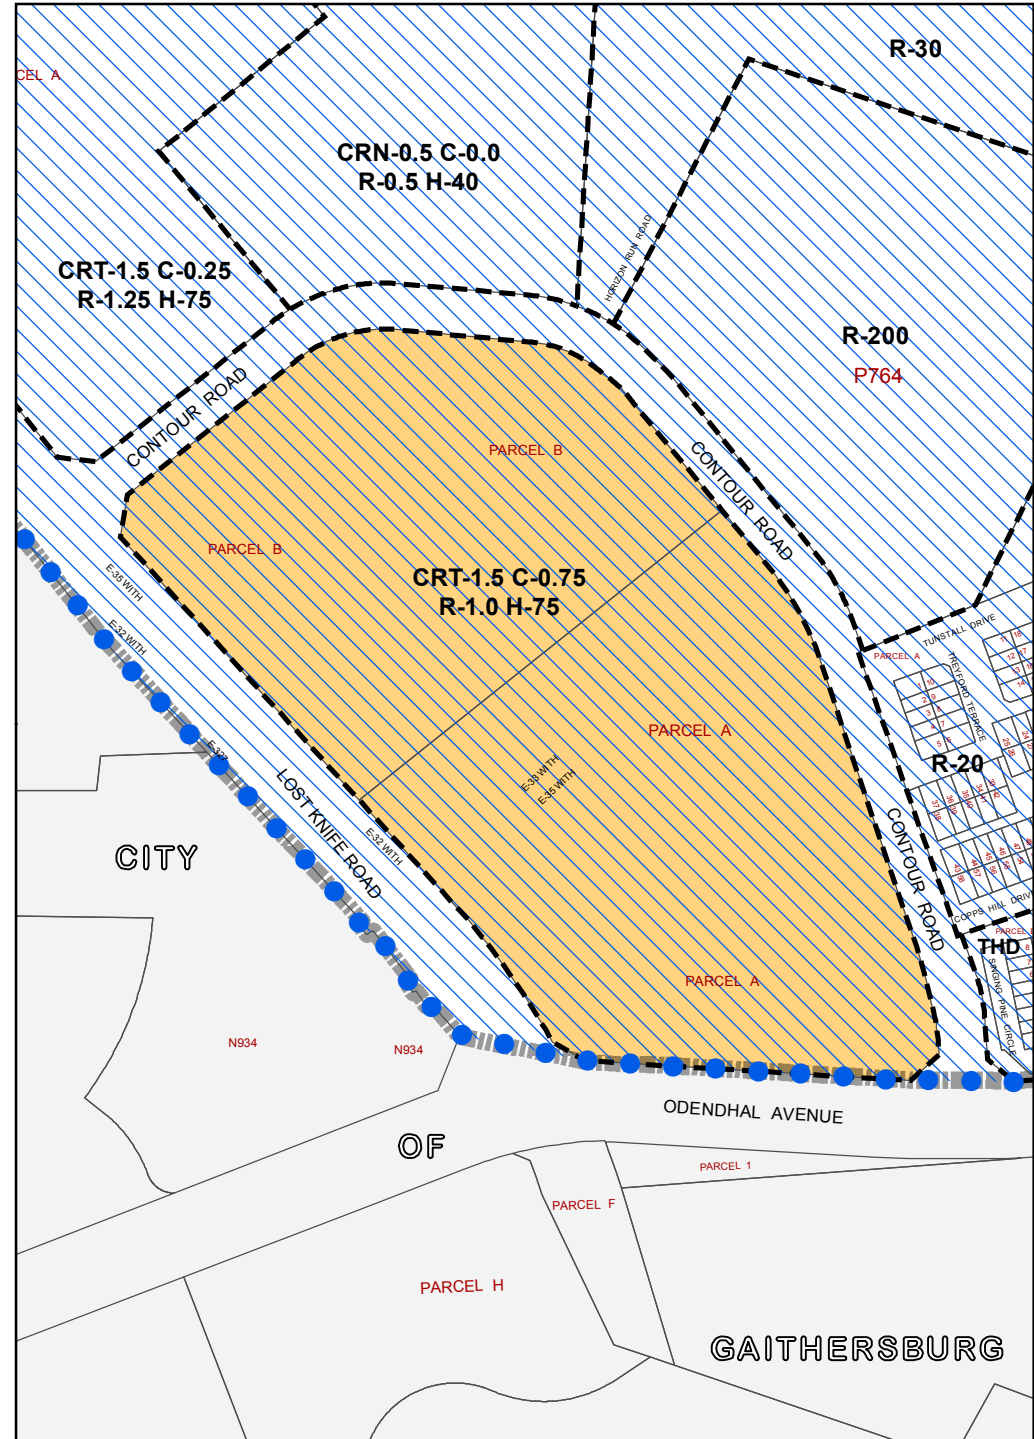 R-30
CEL A
CRN-0.5 C-0.0
R-0.5 H-40
HORIZON RUN ROAD
CRT-1.5 C-0.25
R-1.25 H-75
R-200
P764
CONTOUR ROAD
PARCEL B
CONTOUR ROAD
PARCEL B
CRT-1.5 C-0.75
R-1.0 H-75
E-35 WITH
E-32 WITH
TUNSTALL DRIVE
PARCEL A
TREYFORD TERRACE
PARCEL A
E-327
E-33 WITH
E-35 WITH
R-20
LOST KNIFE ROAD
E-32 WITH
CITY
CONTOUR ROAD
COPPS HILL DRIV
THD
SINGING PINE CIRCLE
PARCEL A
N934
N934
ODENDHAL AVENUE
OF
PARCEL 1
PARCEL F
PARCEL H
GAITHERSBURG